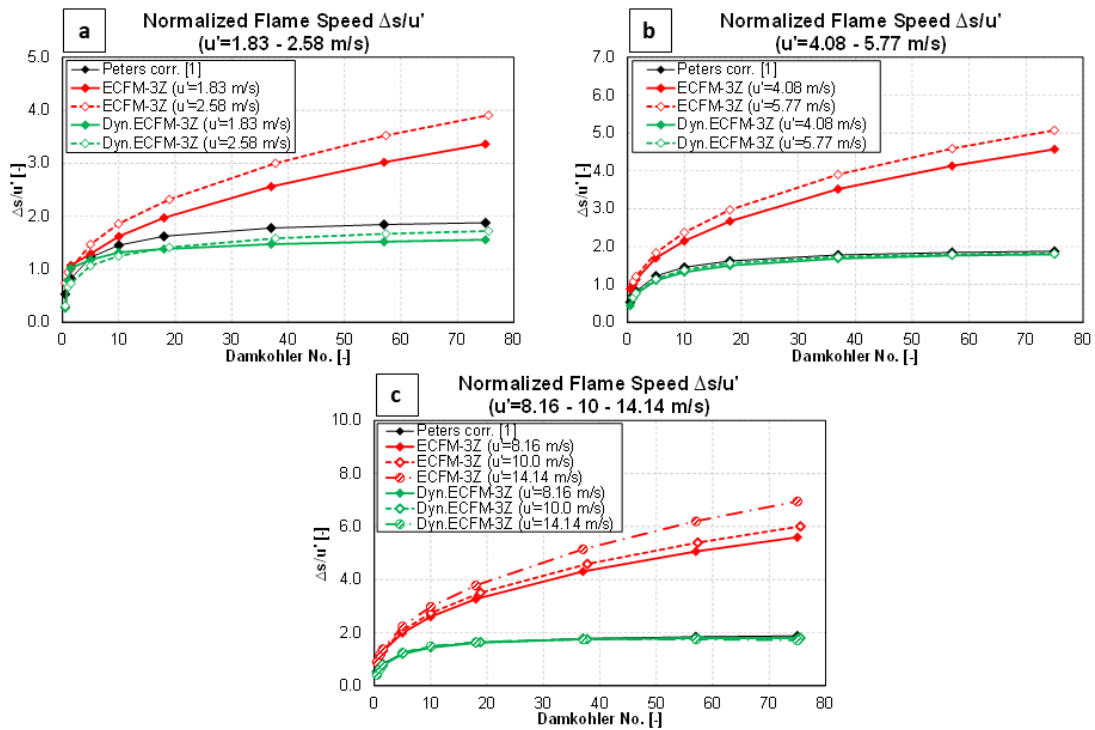 a
Normalized Flame Speed Δs/u'
(u'=1.83 - 2.58 m/s)
5.0
4.0
3.0
2.0
1.0
0.0
Δs/u' [-]
Peters corr. [1]
ECFM-3Z (u'=1.83 m/s)
ECFM-3Z (u'=2.58 m/s)
Dyn.ECFM-3Z (u'=1.83 m/s)
Dyn.ECFM-3Z (u'=2.58 m/s)
0 10 20 30 40 50 60 70 80
Damkohler No. [-]
b
Normalized Flame Speed Δs/u'
(u'=4.08 - 5.77 m/s)
7.0
6.0
5.0
4.0
3.0
2.0
1.0
0.0
Δs/u' [-]
Peters corr. [1]
ECFM-3Z (u'=4.08 m/s)
ECFM-3Z (u'=5.77 m/s)
Dyn.ECFM-3Z (u'=4.08 m/s)
Dyn.ECFM-3Z (u'=5.77 m/s)
0 10 20 30 40 50 60 70 80
Damkohler No. [-]
c
Normalized Flame Speed Δs/u'
(u'=8.16 - 10 - 14.14 m/s)
10.0
8.0
6.0
4.0
2.0
0.0
Δs/u' [-]
Peters corr. [1]
ECFM-3Z (u'=8.16 m/s)
ECFM-3Z (u'=10.0 m/s)
ECFM-3Z (u'=14.14 m/s)
Dyn.ECFM-3Z (u'=8.16 m/s)
Dyn.ECFM-3Z (u'=10.0 m/s)
Dyn.ECFM-3Z (u'=14.14 m/s)
0 10 20 30 40 50 60 70 80
Damkohler No. [-]